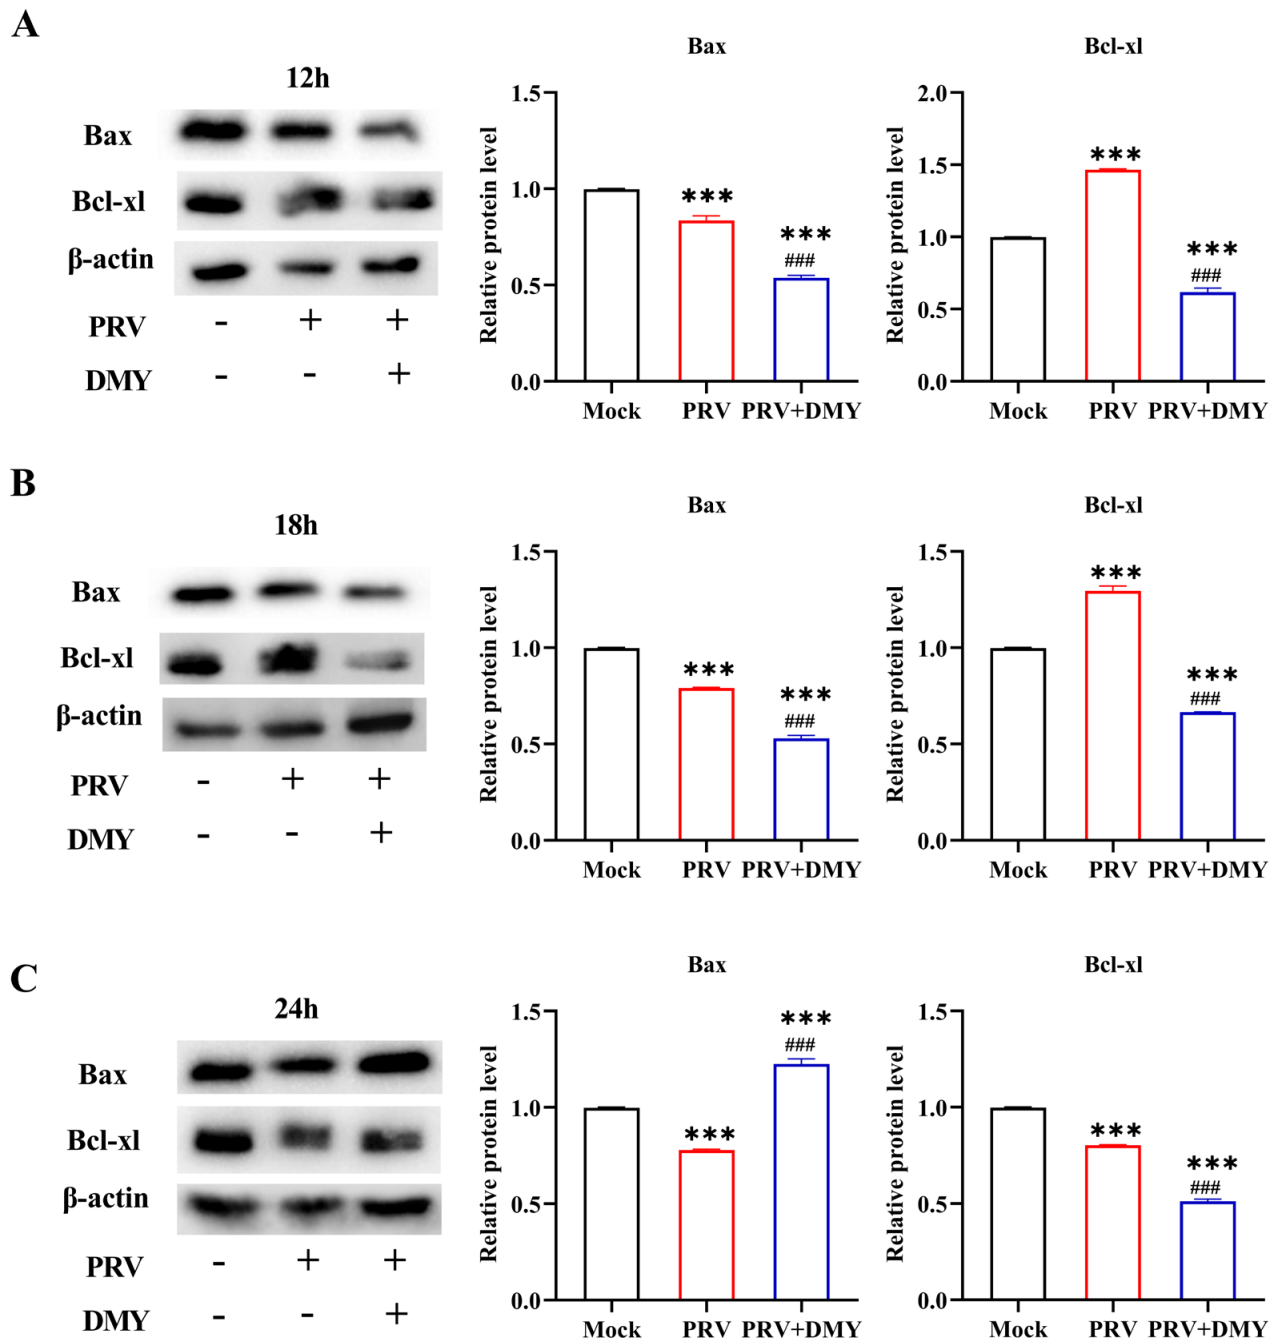 A
12h
Bax
Bcl-xl
β-actin
PRV - + +
DMY - - +
Bax
Relative protein level
1.5
1.0
0.5
0.0
***
***
###
Mock PRV PRV+DMY
Bcl-xl
Relative protein level
2.0
1.5
1.0
0.5
0.0
***
***
###
Mock PRV PRV+DMY
B
18h
Bax
Bcl-xl
β-actin
PRV - + +
DMY - - +
Bax
Relative protein level
1.5
1.0
0.5
0.0
***
***
###
Mock PRV PRV+DMY
Bcl-xl
Relative protein level
1.5
1.0
0.5
0.0
***
***
###
Mock PRV PRV+DMY
C
24h
Bax
Bcl-xl
β-actin
PRV - + +
DMY - - +
Bax
Relative protein level
1.5
1.0
0.5
0.0
***
***
###
Mock PRV PRV+DMY
Bcl-xl
Relative protein level
1.5
1.0
0.5
0.0
***
***
###
Mock PRV PRV+DMY